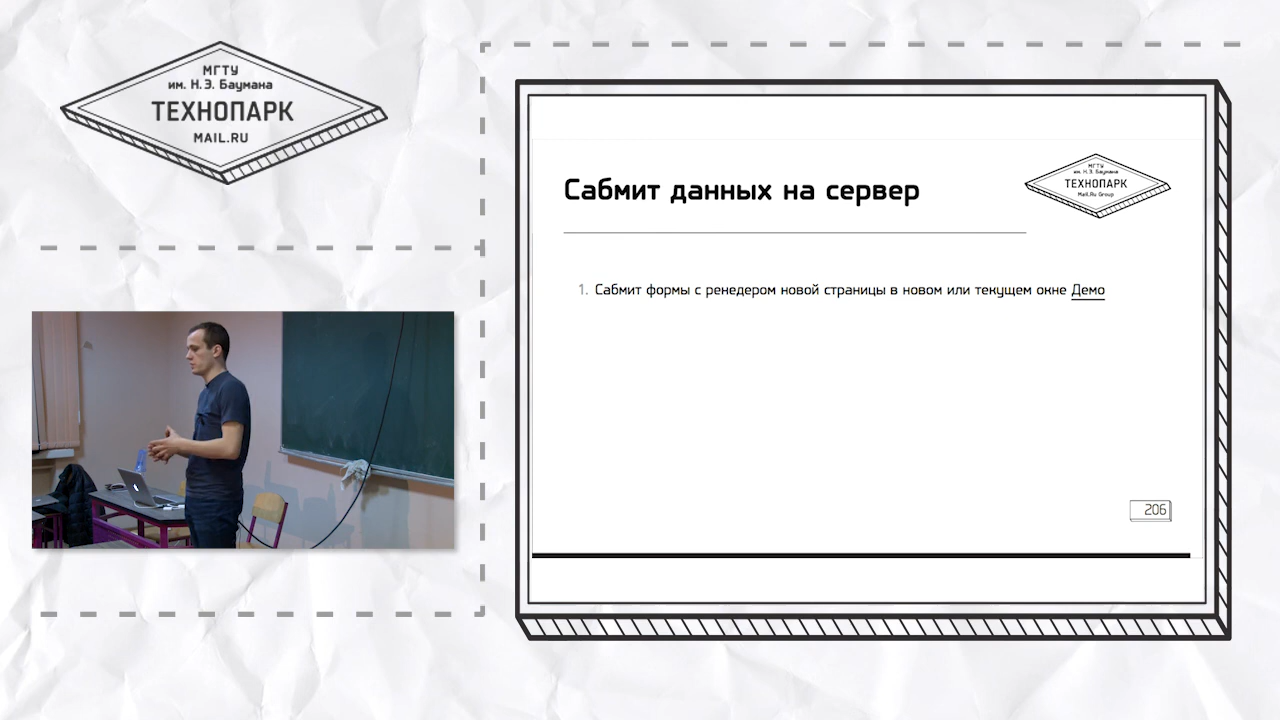 МГТУ
им. Н.Э. Баумана
ТЕХНОПАРК
MAIL.RU
Сабмит данных на сервер
МГТУ
им. Н.Э. Баумана
ТЕХНОПАРК
Mail.Ru Group
1. Сабмит формы с ренедером новой страницы в новом или текущем окне Демо
206